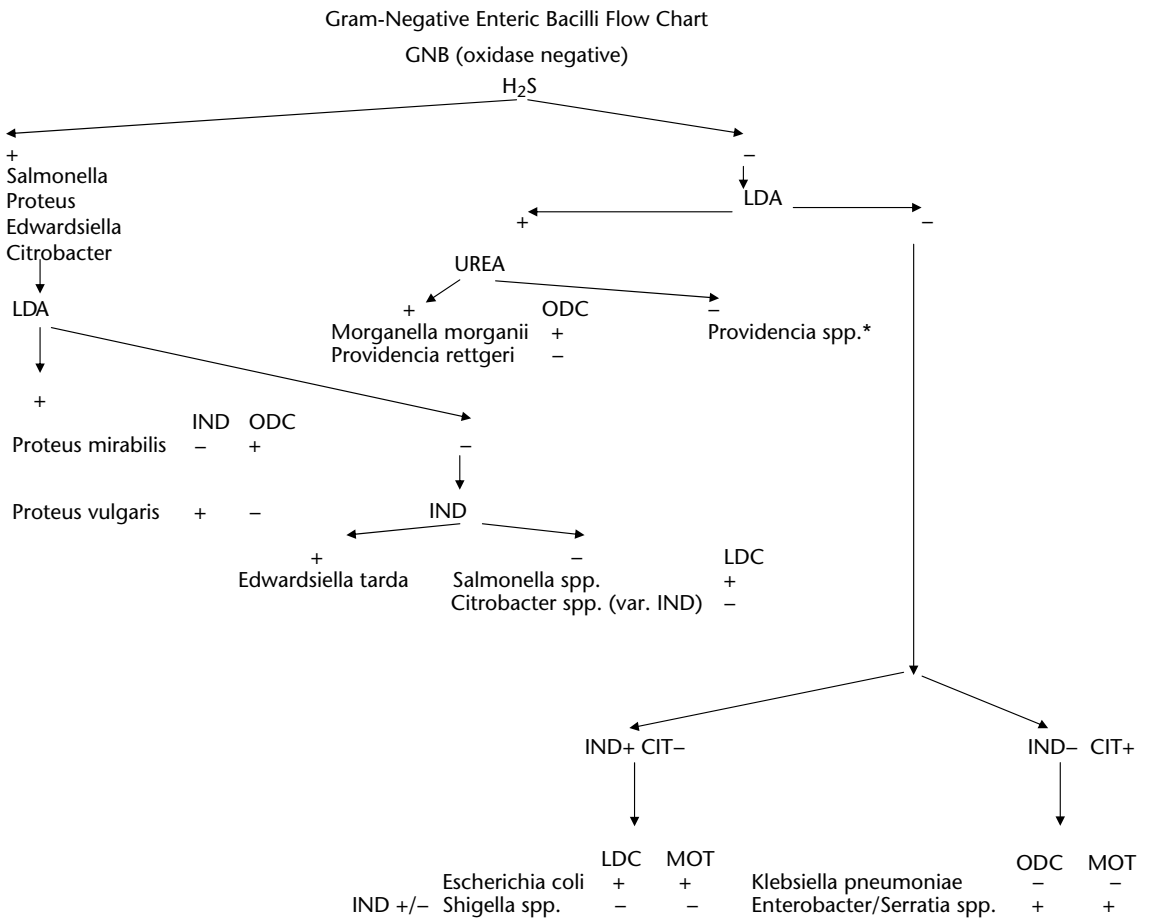 Gram-Negative Enteric Bacilli Flow Chart
GNB (oxidase negative)
H₂S
+
Salmonella
Proteus
Edwardsiella
Citrobacter
–
LDA
+
–
UREA
+
ODC
–
Morganella morganii +
Providencia rettgeri –
Providencia spp.*
LDA
+
IND ODC
Proteus mirabilis – +
Proteus vulgaris + –
–
IND
+
Edwardsiella tarda
–
LDC
Salmonella spp. +
Citrobacter spp. (var. IND) –
IND+ CIT–
LDC MOT
Escherichia coli + +
IND +/– Shigella spp. – –
IND– CIT+
ODC MOT
Klebsiella pneumoniae – –
Enterobacter/Serratia spp. + +